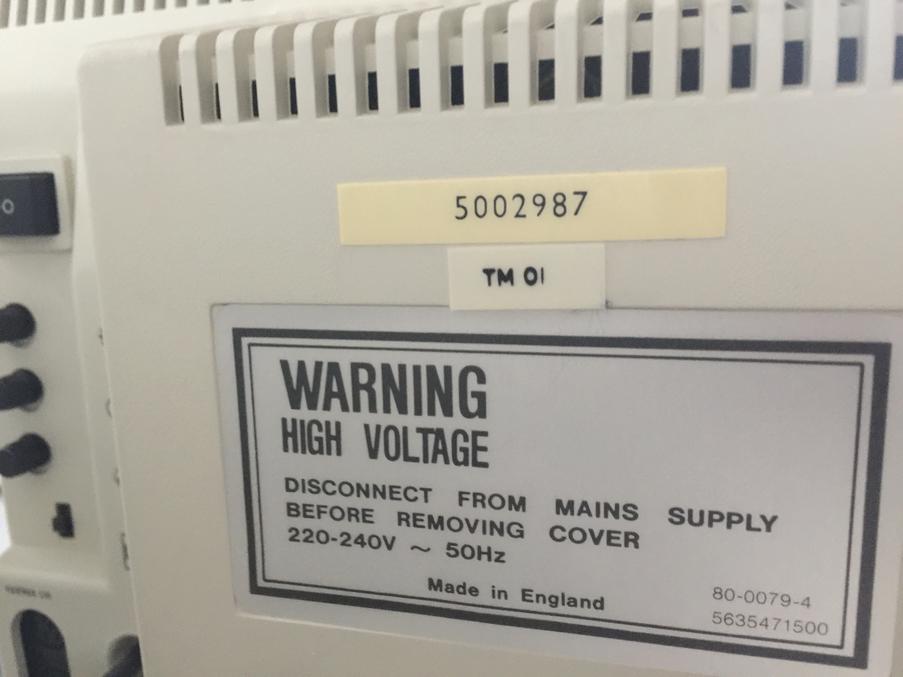 5002987
TM 01
WARNING
HIGH VOLTAGE
DISCONNECT FROM MAINS SUPPLY
BEFORE REMOVING COVER
220-240V ~ 50Hz
Made in England
80-0079-4
5635471500